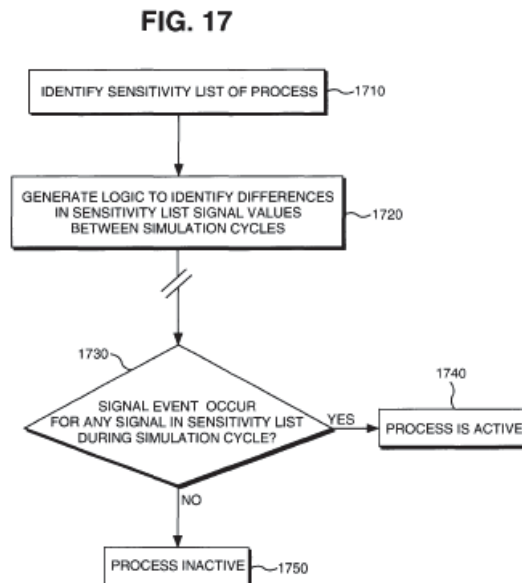 FIG. 17
IDENTIFY SENSITIVITY LIST OF PROCESS
1710
GENERATE LOGIC TO IDENTIFY DIFFERENCES
IN SENSITIVITY LIST SIGNAL VALUES
BETWEEN SIMULATION CYCLES
1720
1730
SIGNAL EVENT OCCUR
FOR ANY SIGNAL IN SENSITIVITY LIST
DURING SIMULATION CYCLE?
YES
1740
PROCESS IS ACTIVE
NO
PROCESS INACTIVE
1750